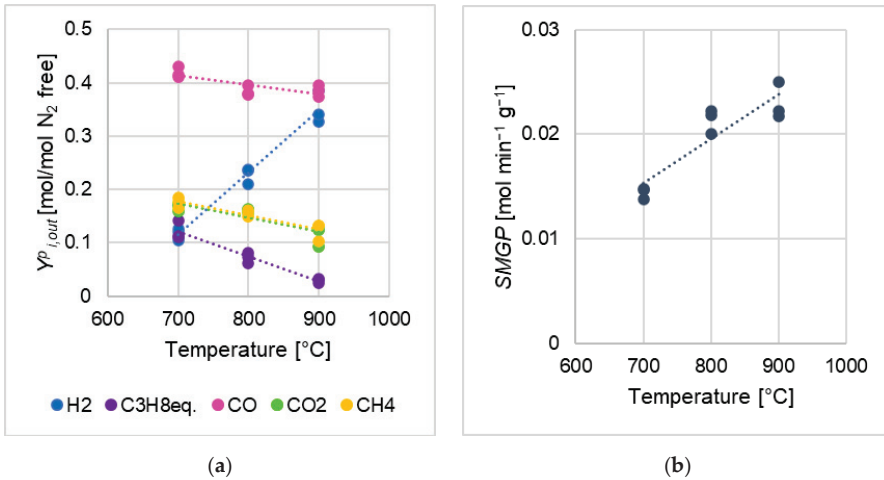 0.5
0.4
0.3
0.2
0.1
0
Y^p_{i,out} [mol/mol N₂ free]
600 700 800 900 1000
Temperature [°C]
H2 C3H8eq. CO CO2 CH4
(a)
0.03
0.02
0.01
0
SMGP [mol min⁻¹ g⁻¹]
600 700 800 900 1000
Temperature [°C]
(b)